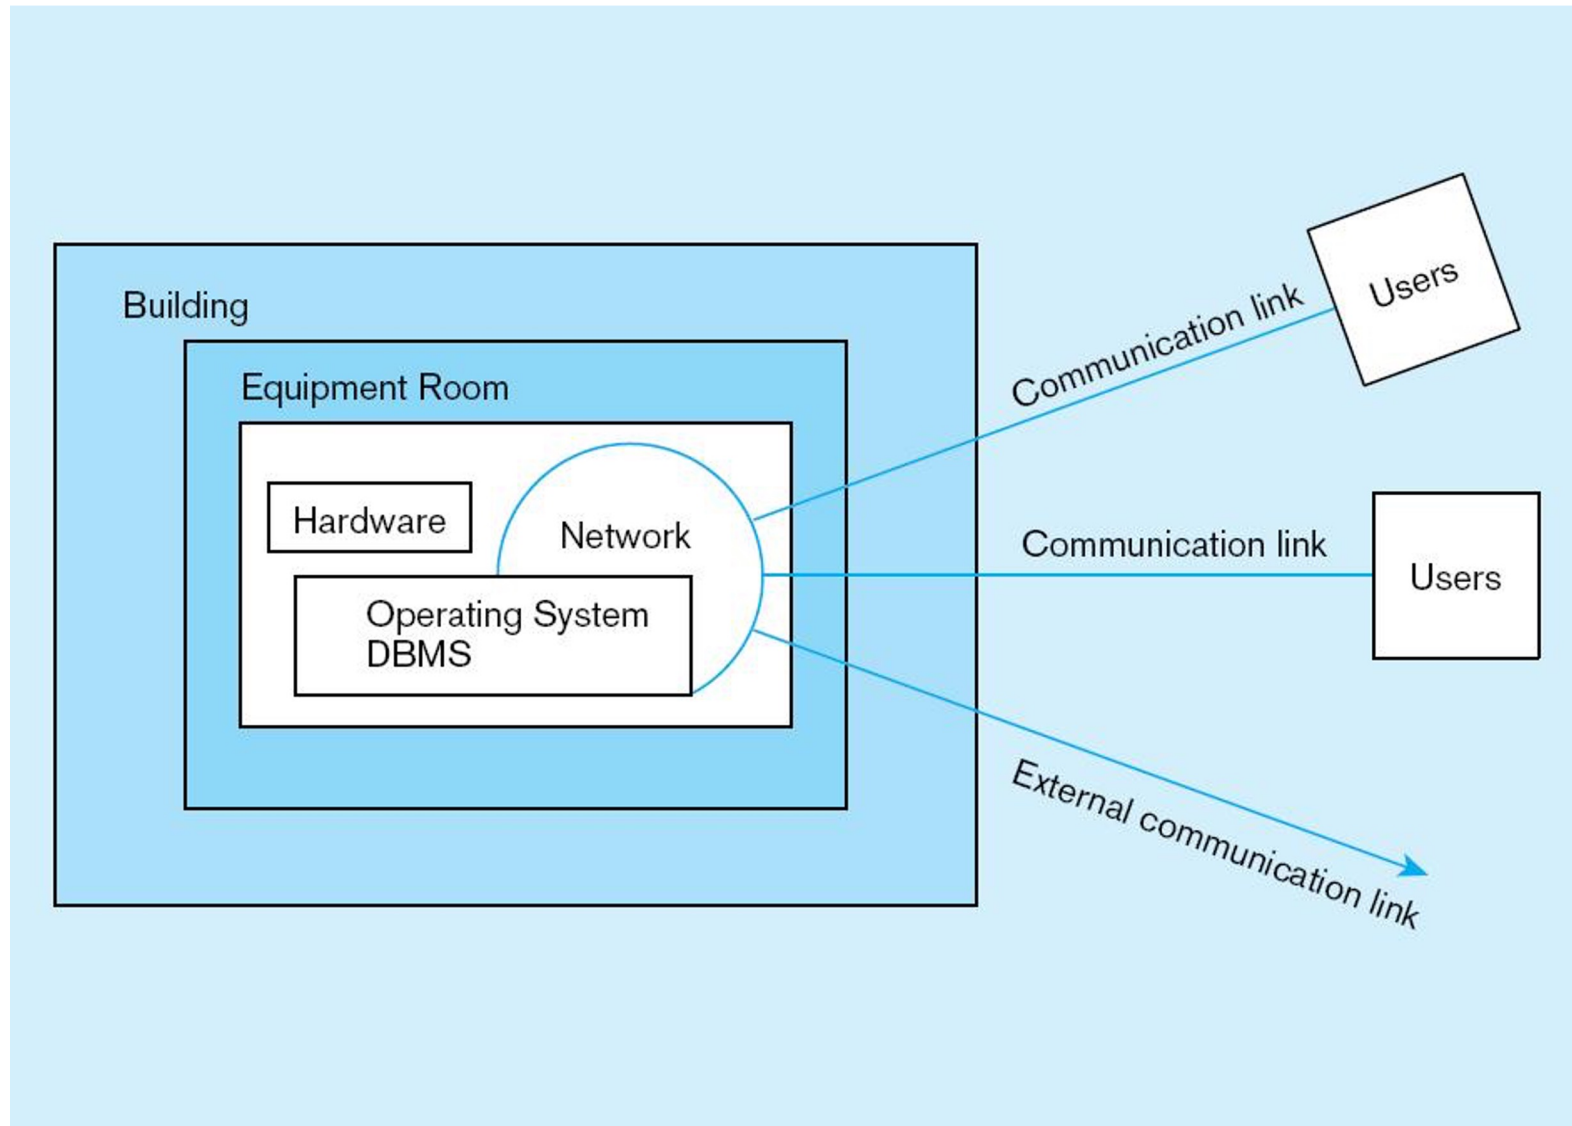 Building
Equipment Room
Hardware
Network
Operating System
DBMS
Communication link
Users
Communication link
Users
External communication link